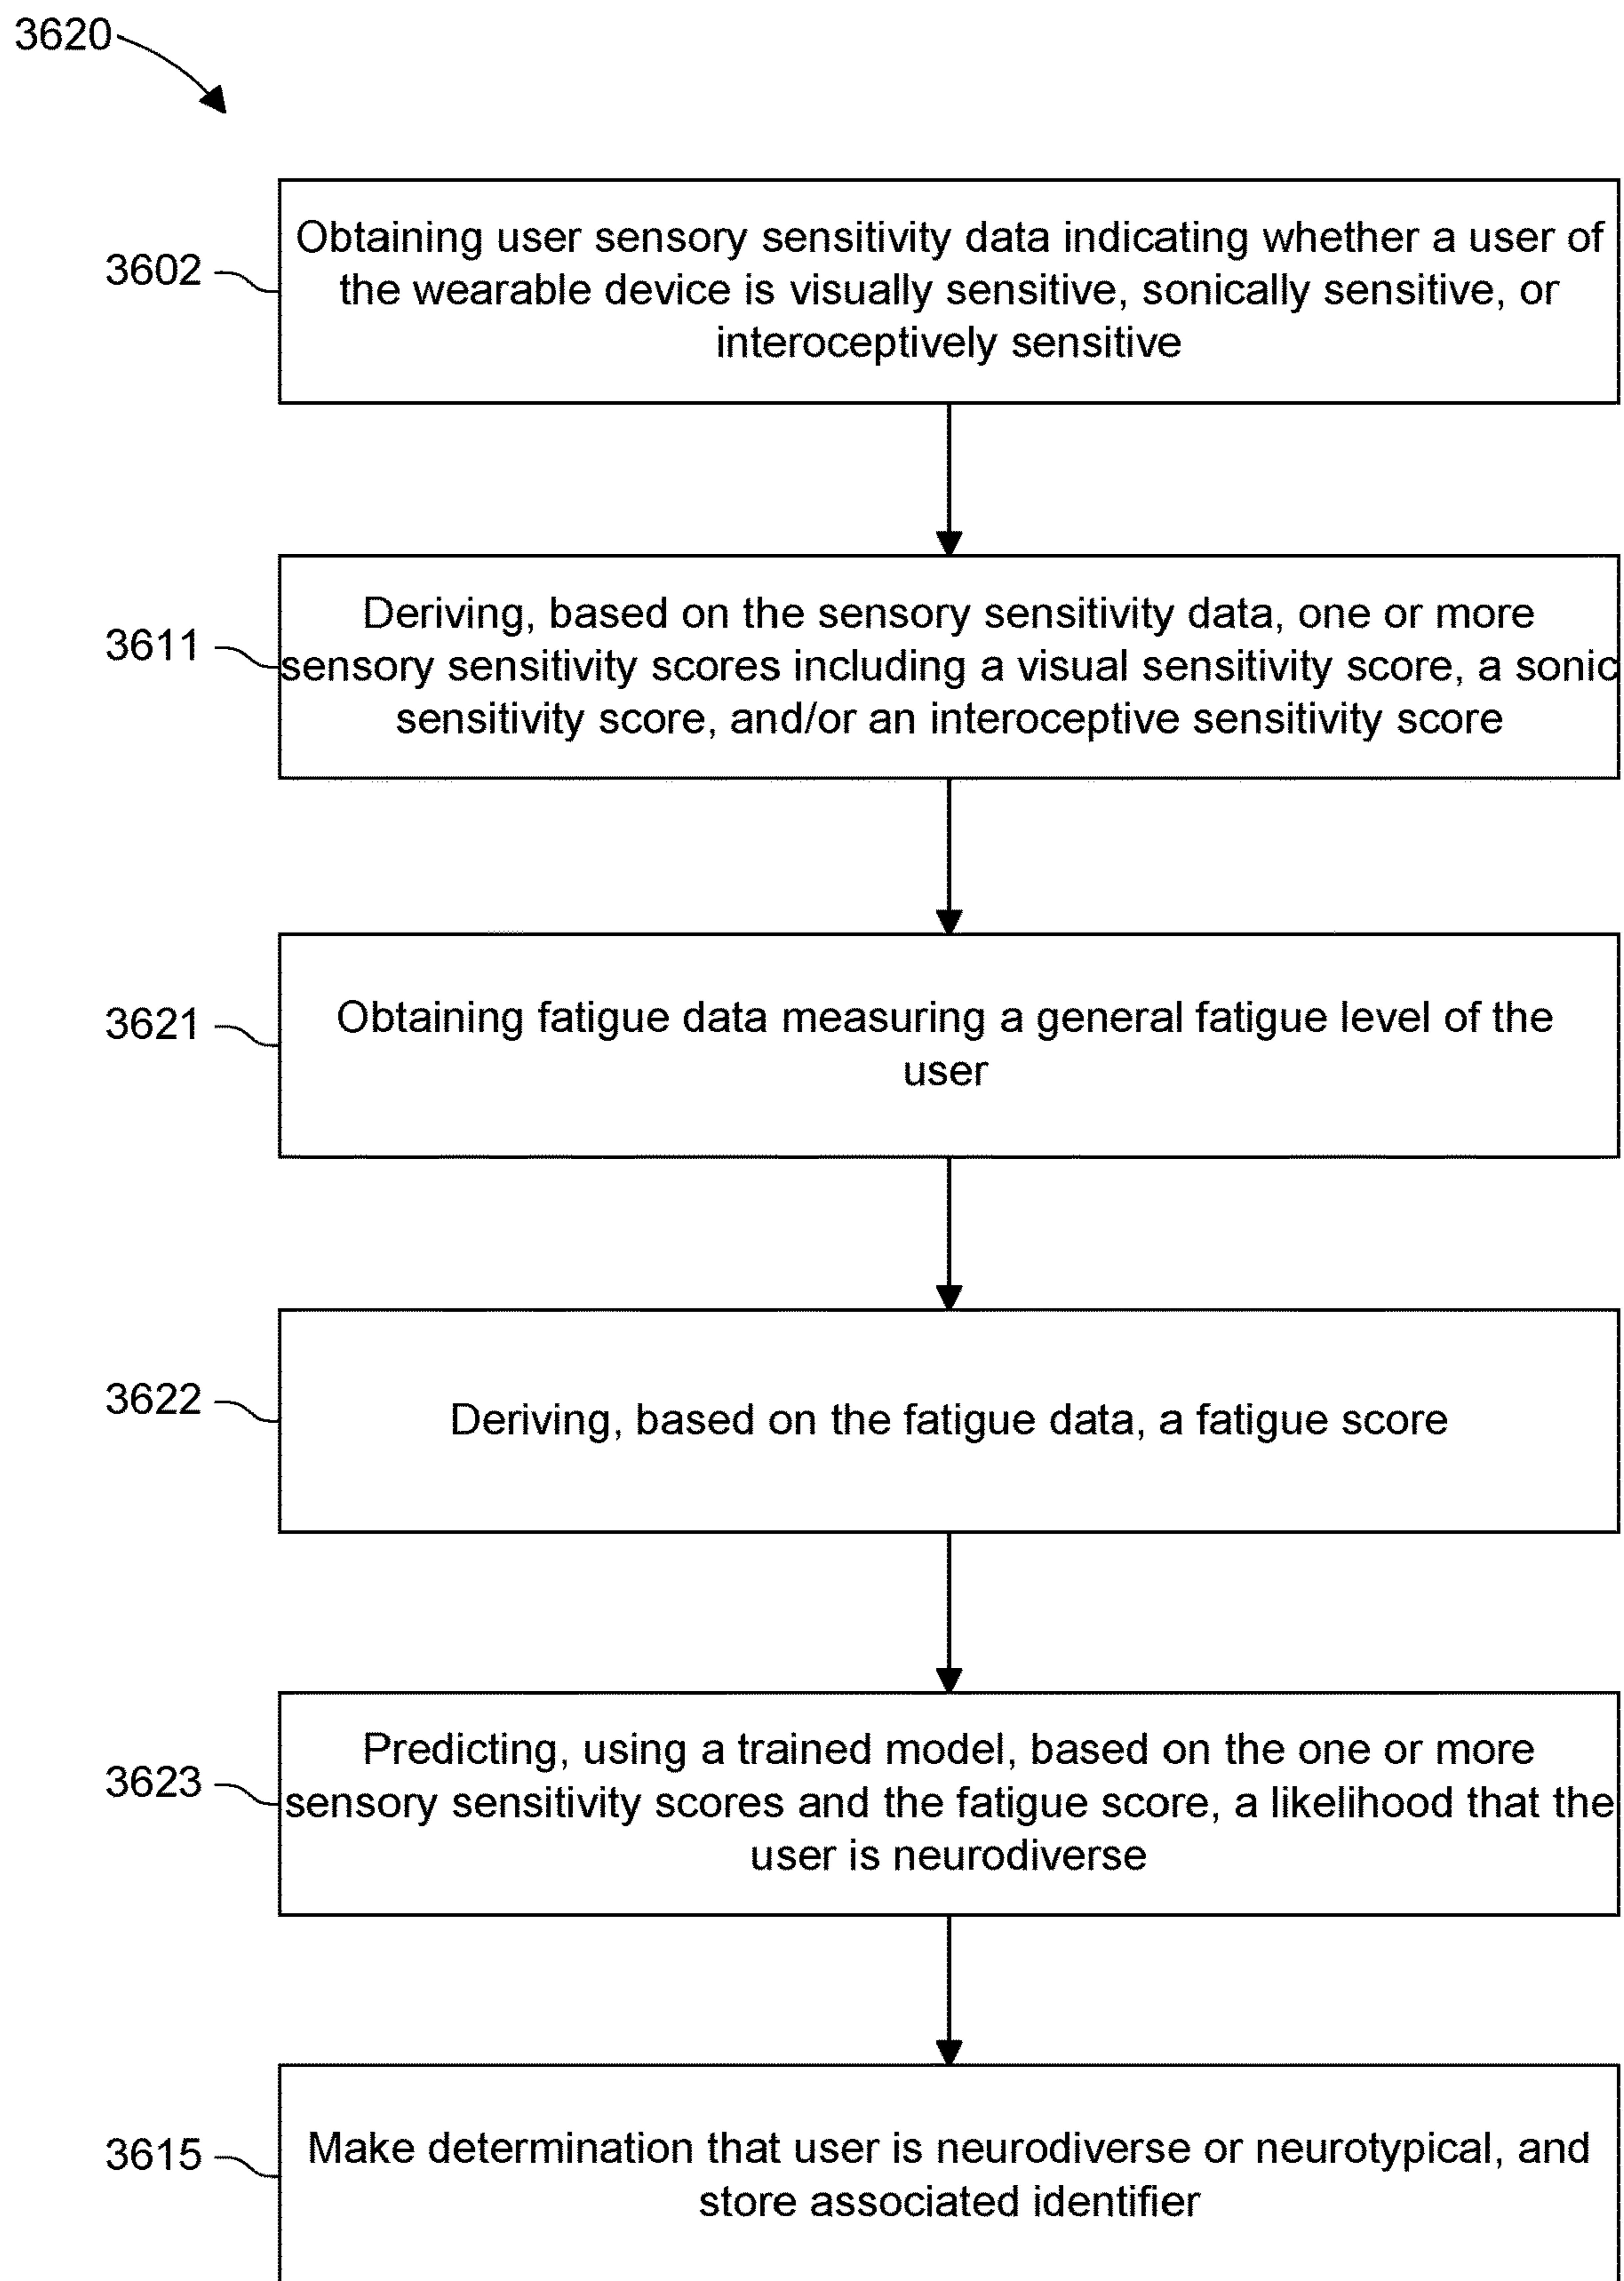 3620
3602
Obtaining user sensory sensitivity data indicating whether a user of
the wearable device is visually sensitive, sonically sensitive, or
interoceptively sensitive
3611
Deriving, based on the sensory sensitivity data, one or more
sensory sensitivity scores including a visual sensitivity score, a sonic
sensitivity score, and/or an interoceptive sensitivity score
3621
Obtaining fatigue data measuring a general fatigue level of the
user
3622
Deriving, based on the fatigue data, a fatigue score
3623
Predicting, using a trained model, based on the one or more
sensory sensitivity scores and the fatigue score, a likelihood that the
user is neurodiverse
3615
Make determination that user is neurodiverse or neurotypical, and
store associated identifier